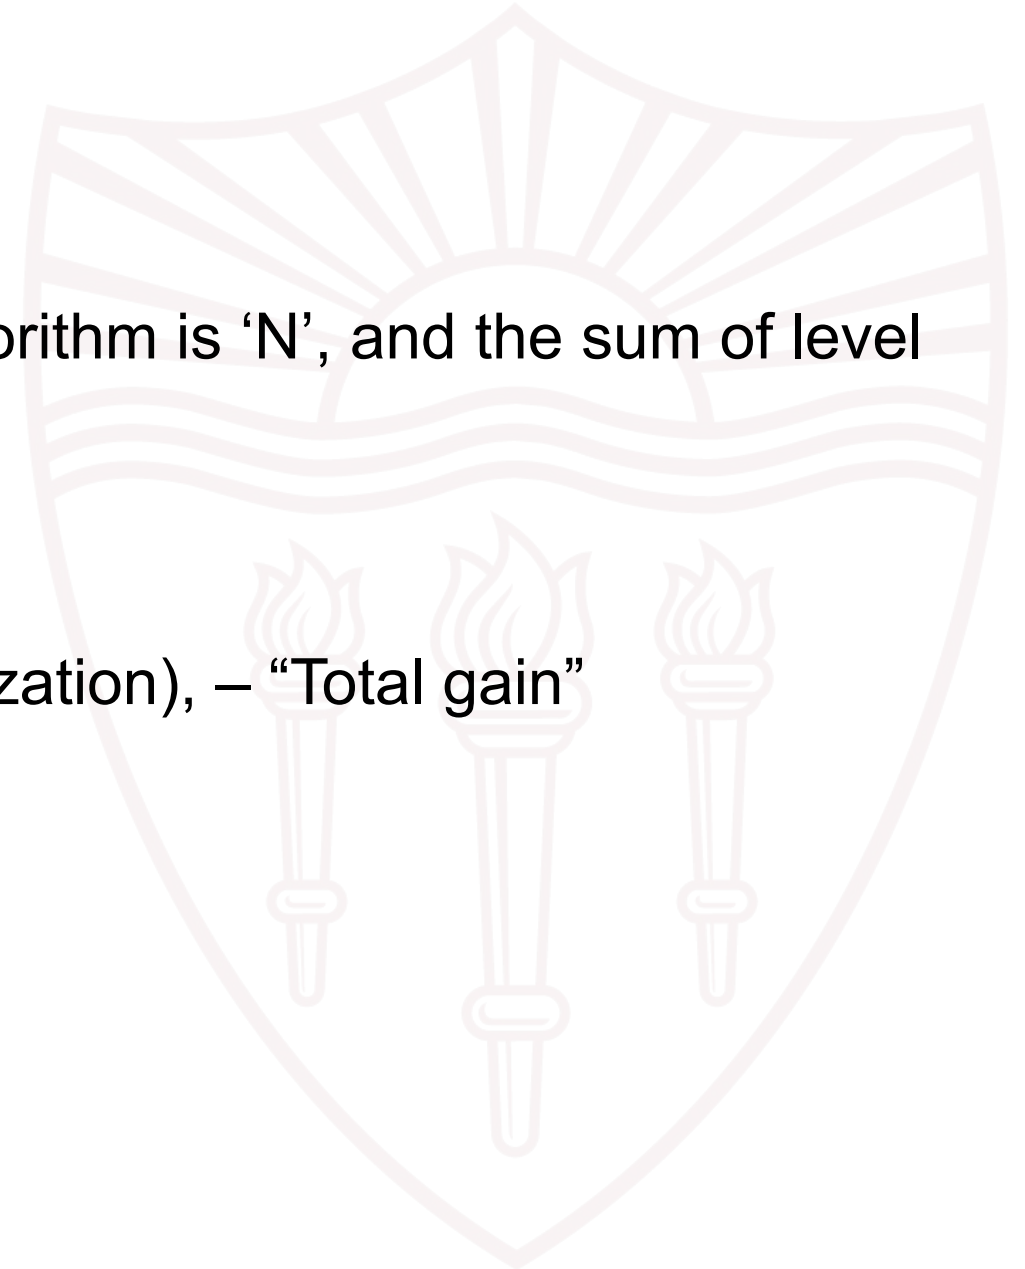 orithm is ‘N’, and the sum of level
zation), – “Total gain”